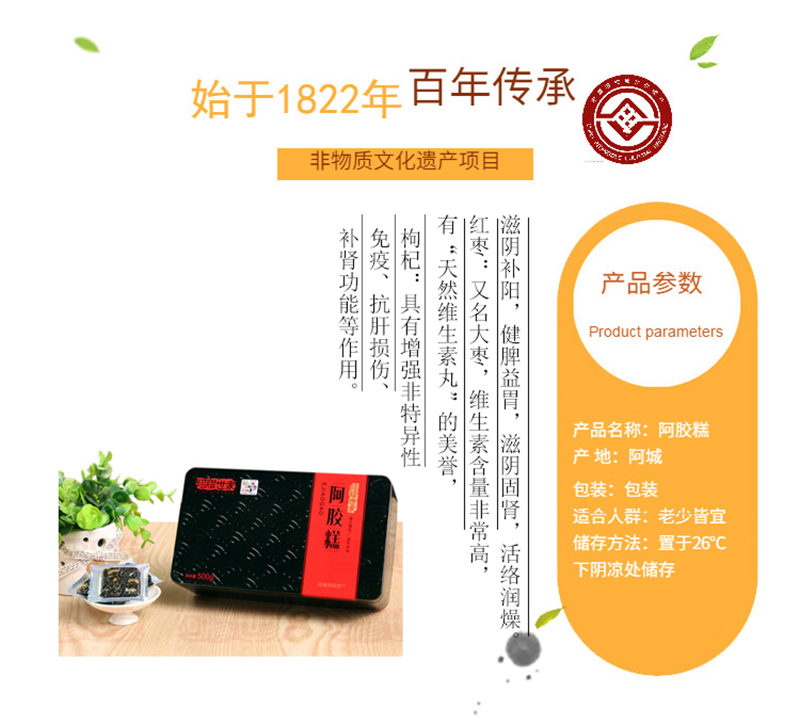 始于1822年
百年传承
非物质文化遗产项目
滋阴补阳，健脾益胃，滋阴固肾，活络润燥。
红枣：又名大枣，维生素含量非常高，
有“天然维生素丸”的美誉，
枸杞：具有增强非特异性
免疫、抗肝损伤、
补肾功能等作用。
产品参数
Product parameters
产品名称：阿胶糕
产 地：阿城
包装：包装
适合人群：老少皆宜
储存方法：置于26℃
下阴凉处储存
阿胶糕
500g